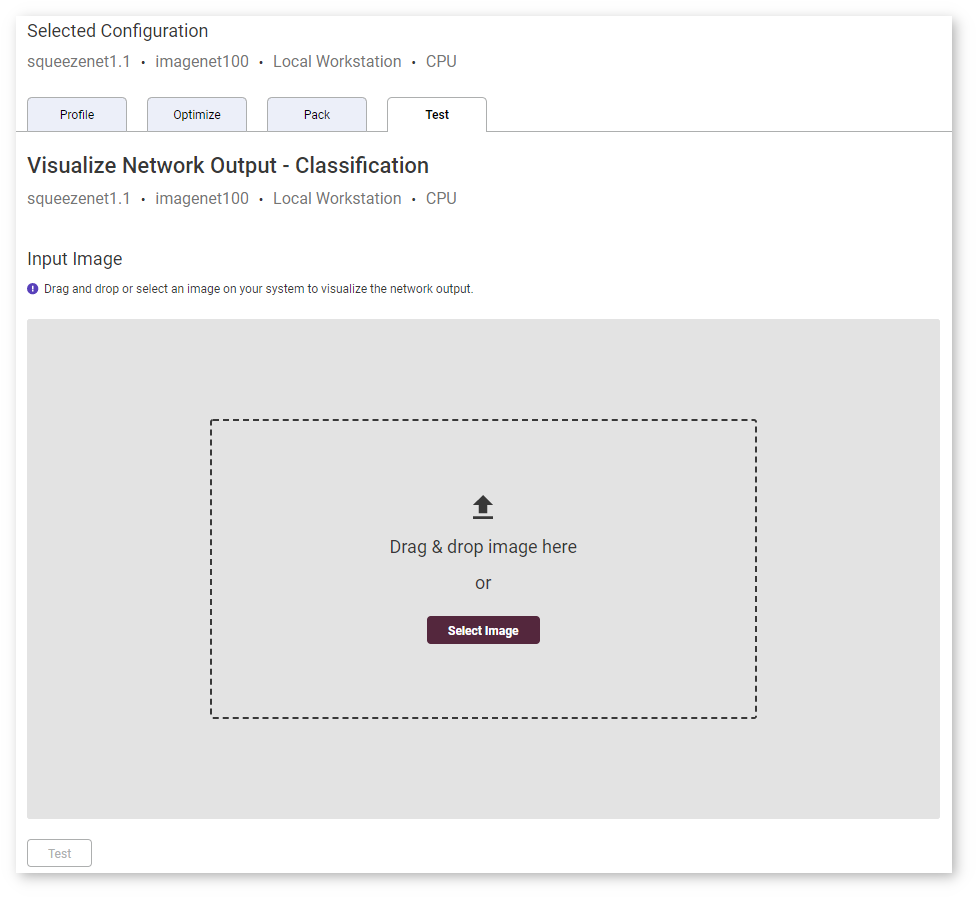 Selected Configuration
squeezenet1.1 • imagenet100 • Local Workstation • CPU
Profile Optimize Pack Test
Visualize Network Output - Classification
squeezenet1.1 • imagenet100 • Local Workstation • CPU
Input Image
! Drag and drop or select an image on your system to visualize the network output.
Drag & drop image here
or
Select Image
Test